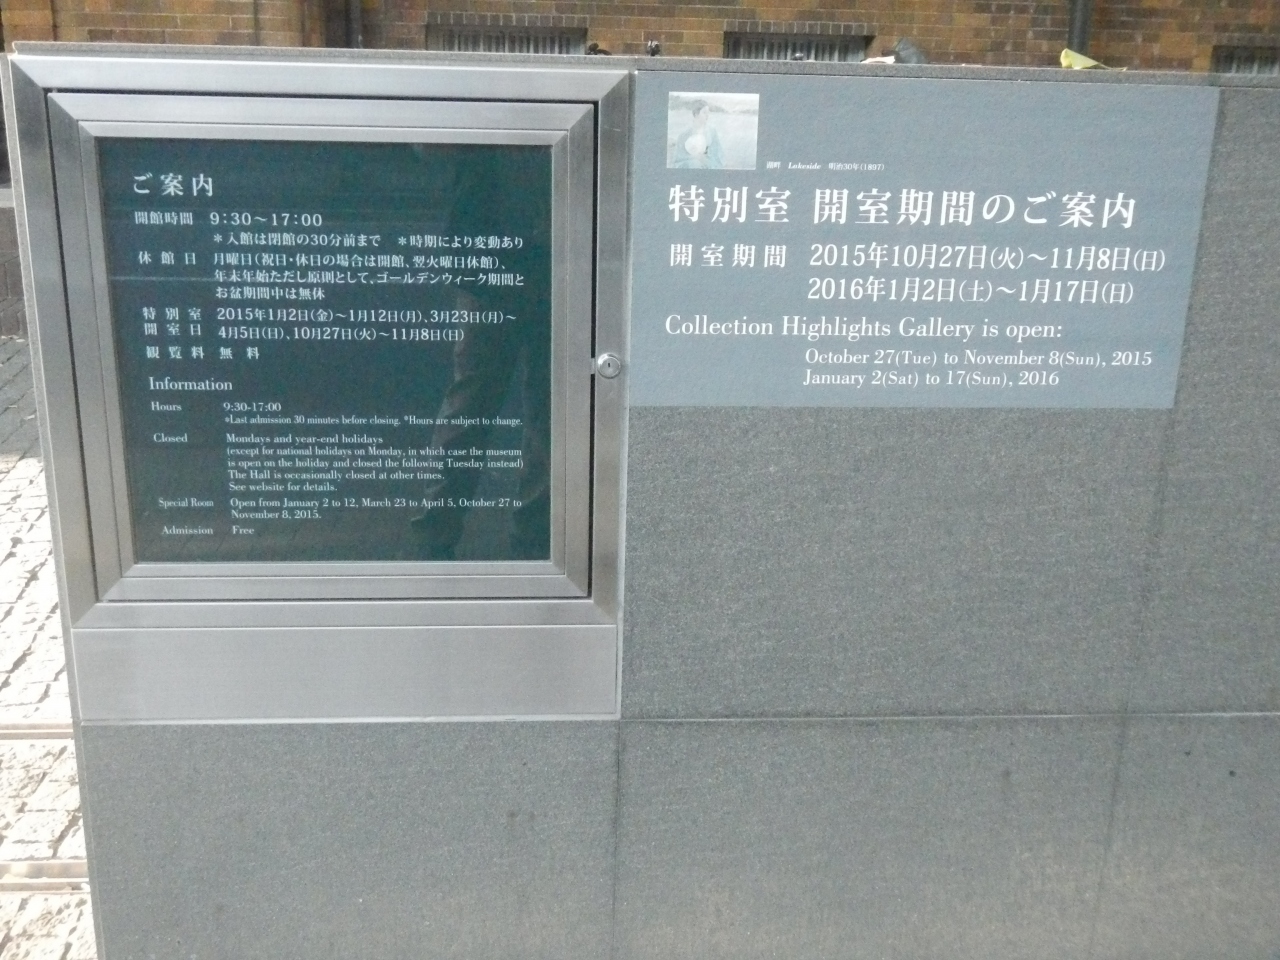 ご案内
開館時間 9:30〜17:00
＊入館は閉館の30分前まで ＊時期により変動あり
休館日 月曜日(祝日・休日の場合は開館、翌火曜日休館)、
年末年始ただし原則として、ゴールデンウィーク期間と
お盆期間中は無休
特別室 2015年1月2日(金)〜1月12日(月)、3月23日(月)〜
開室日 4月5日(日)、10月27日(火)〜11月8日(日)
観覧料 無料
Information
Hours 9:30-17:00
*Last admission 30 minutes before closing. *Hours are subject to change.
Closed Mondays and year-end holidays
(except for national holidays on Monday, in which case the museum
is open on the holiday and closed the following Tuesday instead)
The Hall is occasionally closed at other times.
See website for details.
Special Room Open from January 2 to 12, March 23 to April 5, October 27 to
November 8, 2015.
Admission Free
湖畔 Lakeside 明治30年(1897)
特別室 開室期間のご案内
開室期間 2015年10月27日(火)〜11月8日(日)
2016年1月2日(土)〜1月17日(日)
Collection Highlights Gallery is open:
October 27(Tue) to November 8(Sun), 2015
January 2(Sat) to 17(Sun), 2016